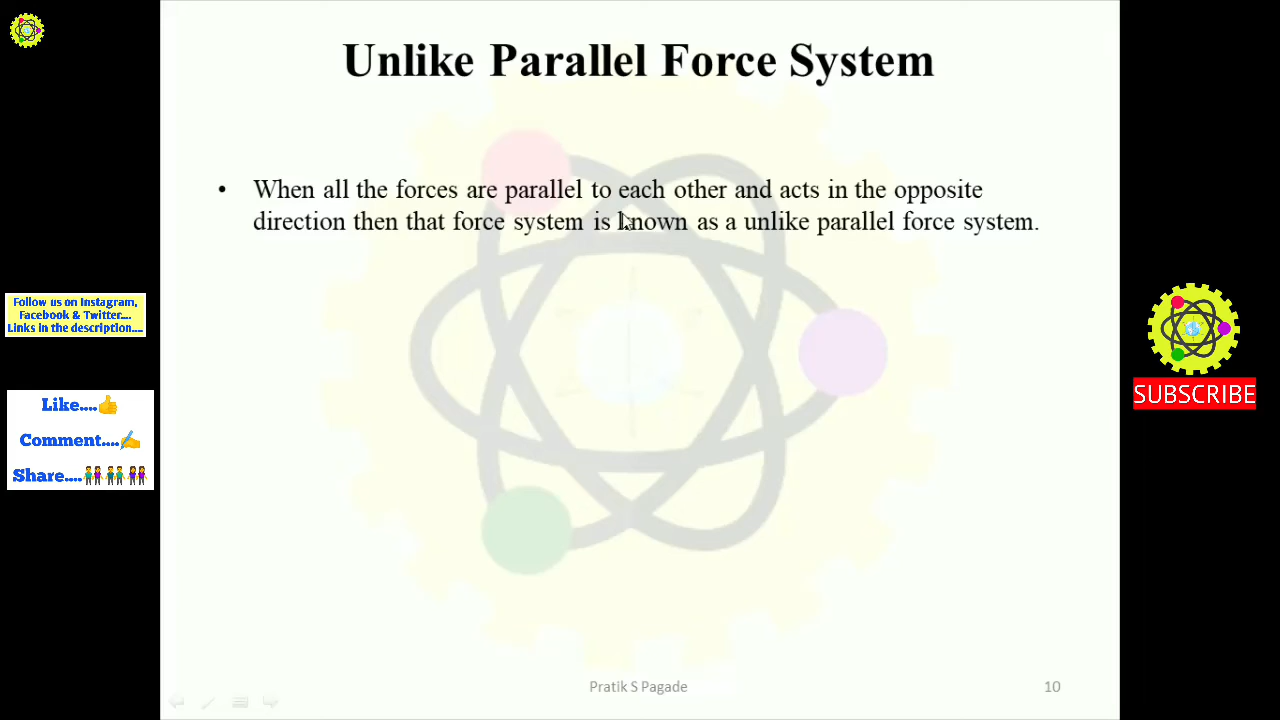 Unlike Parallel Force System
• When all the forces are parallel to each other and acts in the opposite
direction then that force system is known as a unlike parallel force system.
Follow us on Instagram,
Facebook & Twitter....
Links in the description....
Like....👍
Comment....✍
Share....👫👬👭
SUBSCRIBE
Pratik S Pagade
10